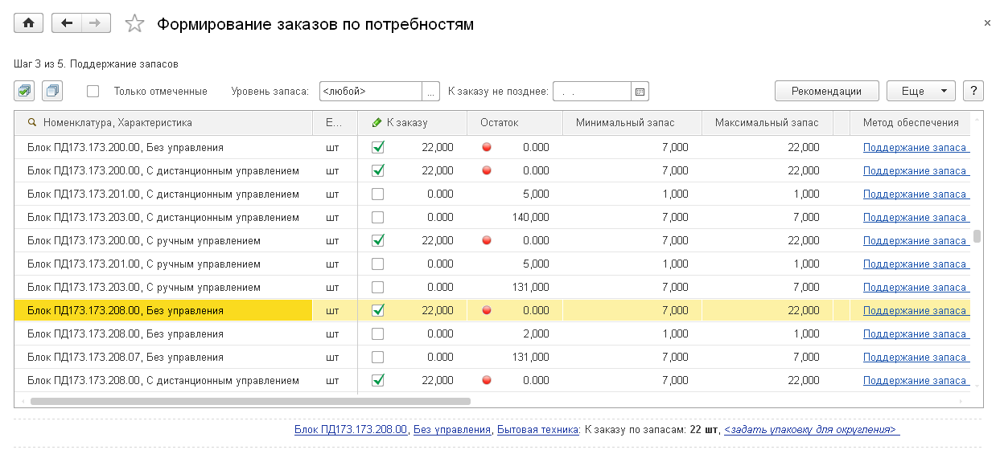 Формирование заказов по потребностям
Шаг 3 из 5. Поддержание запасов
Только отмеченные Уровень запаса: <любой> ... К заказу не позднее: . . Рекомендации Еще ?
Номенклатура, Характеристика Е... К заказу Остаток Минимальный запас Максимальный запас Метод обеспечения
Блок ПД173.173.200.00, Без управления шт 22,000 0.000 7,000 22,000 Поддержание запаса
Блок ПД173.173.200.00, С дистанционным управлением шт 22,000 0.000 7,000 22,000 Поддержание запаса
Блок ПД173.173.201.00, С дистанционным управлением шт 0.000 5,000 1,000 1,000 Поддержание запаса
Блок ПД173.173.203.00, С дистанционным управлением шт 0.000 140,000 7,000 7,000 Поддержание запаса
Блок ПД173.173.200.00, С ручным управлением шт 22,000 0.000 7,000 22,000 Поддержание запаса
Блок ПД173.173.201.00, С ручным управлением шт 0.000 5,000 1,000 1,000 Поддержание запаса
Блок ПД173.173.203.00, С ручным управлением шт 0.000 131,000 7,000 7,000 Поддержание запаса
Блок ПД173.173.208.00, Без управления шт 22,000 0.000 7,000 22,000 Поддержание запаса
Блок ПД173.173.208.00, Без управления шт 0.000 2,000 1,000 1,000 Поддержание запаса
Блок ПД173.173.208.07, Без управления шт 0.000 131,000 7,000 7,000 Поддержание запаса
Блок ПД173.173.208.00, С дистанционным управлением шт 22,000 0.000 7,000 22,000 Поддержание запаса
Блок ПД173.173.208.00, Без управления, Бытовая техника: К заказу по запасам: 22 шт, <задать упаковку для округления>